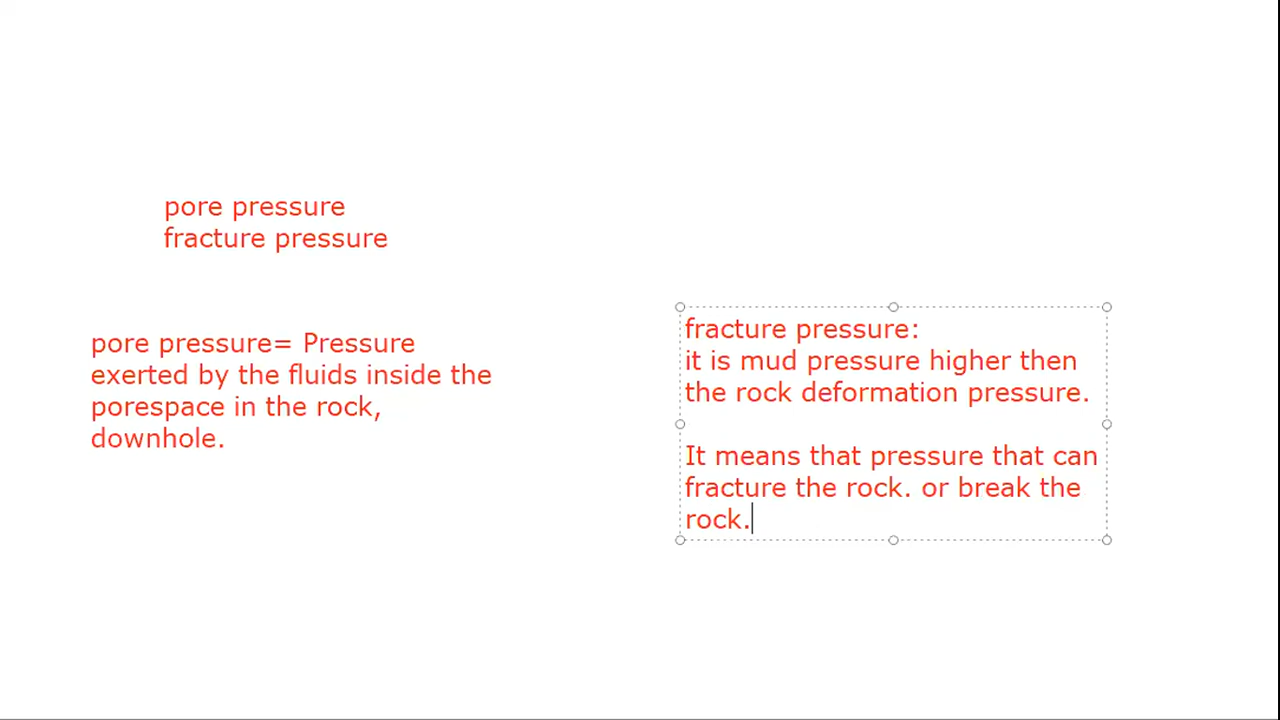 pore pressure
fracture pressure
pore pressure= Pressure
exerted by the fluids inside the
porespace in the rock,
downhole.
fracture pressure:
it is mud pressure higher then
the rock deformation pressure.
It means that pressure that can
fracture the rock. or break the
rock.